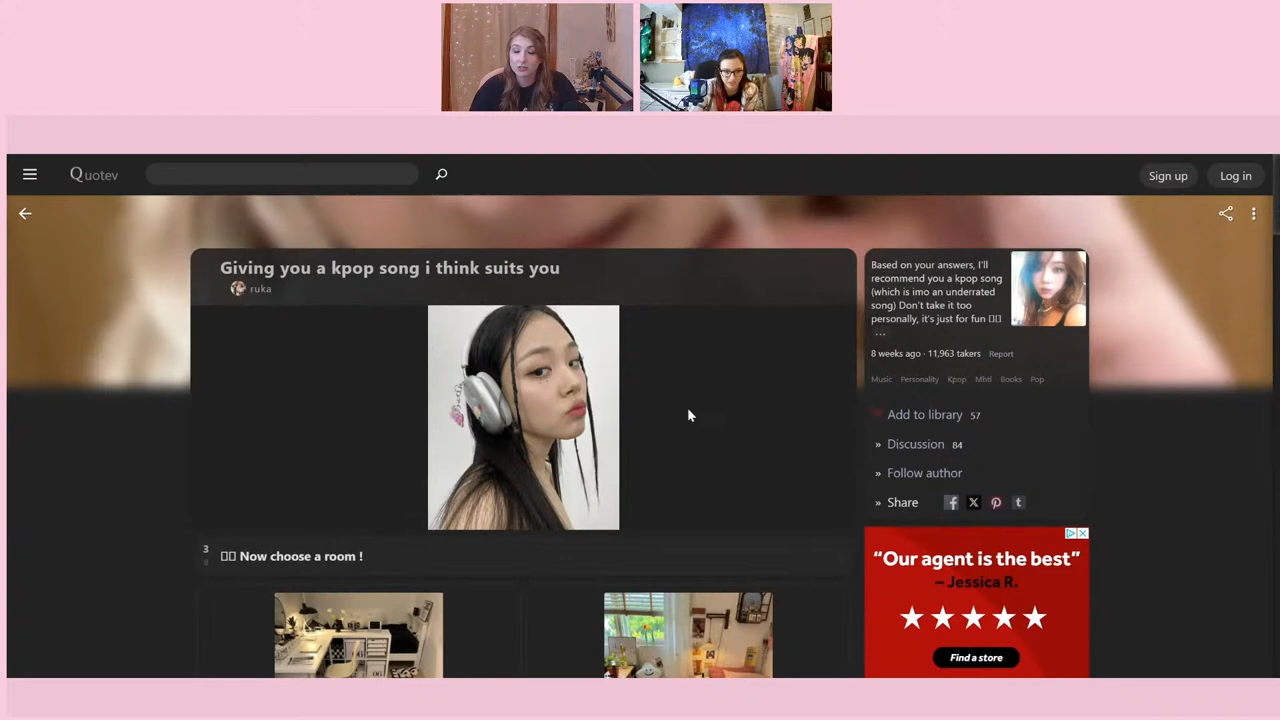 Quotev
Sign up
Log in
Giving you a kpop song i think suits you
ruka
Based on your answers, I'll
recommend you a kpop song
(which is imo an underrated
song) Don't take it too
personally, it's just for fun
...
8 weeks ago · 11,963 takers Report
Music Personality Kpop Mbti Books Pop
Add to library 57
» Discussion 84
» Follow author
» Share
3
8
Now choose a room !
“Our agent is the best”
– Jessica R.
Find a store